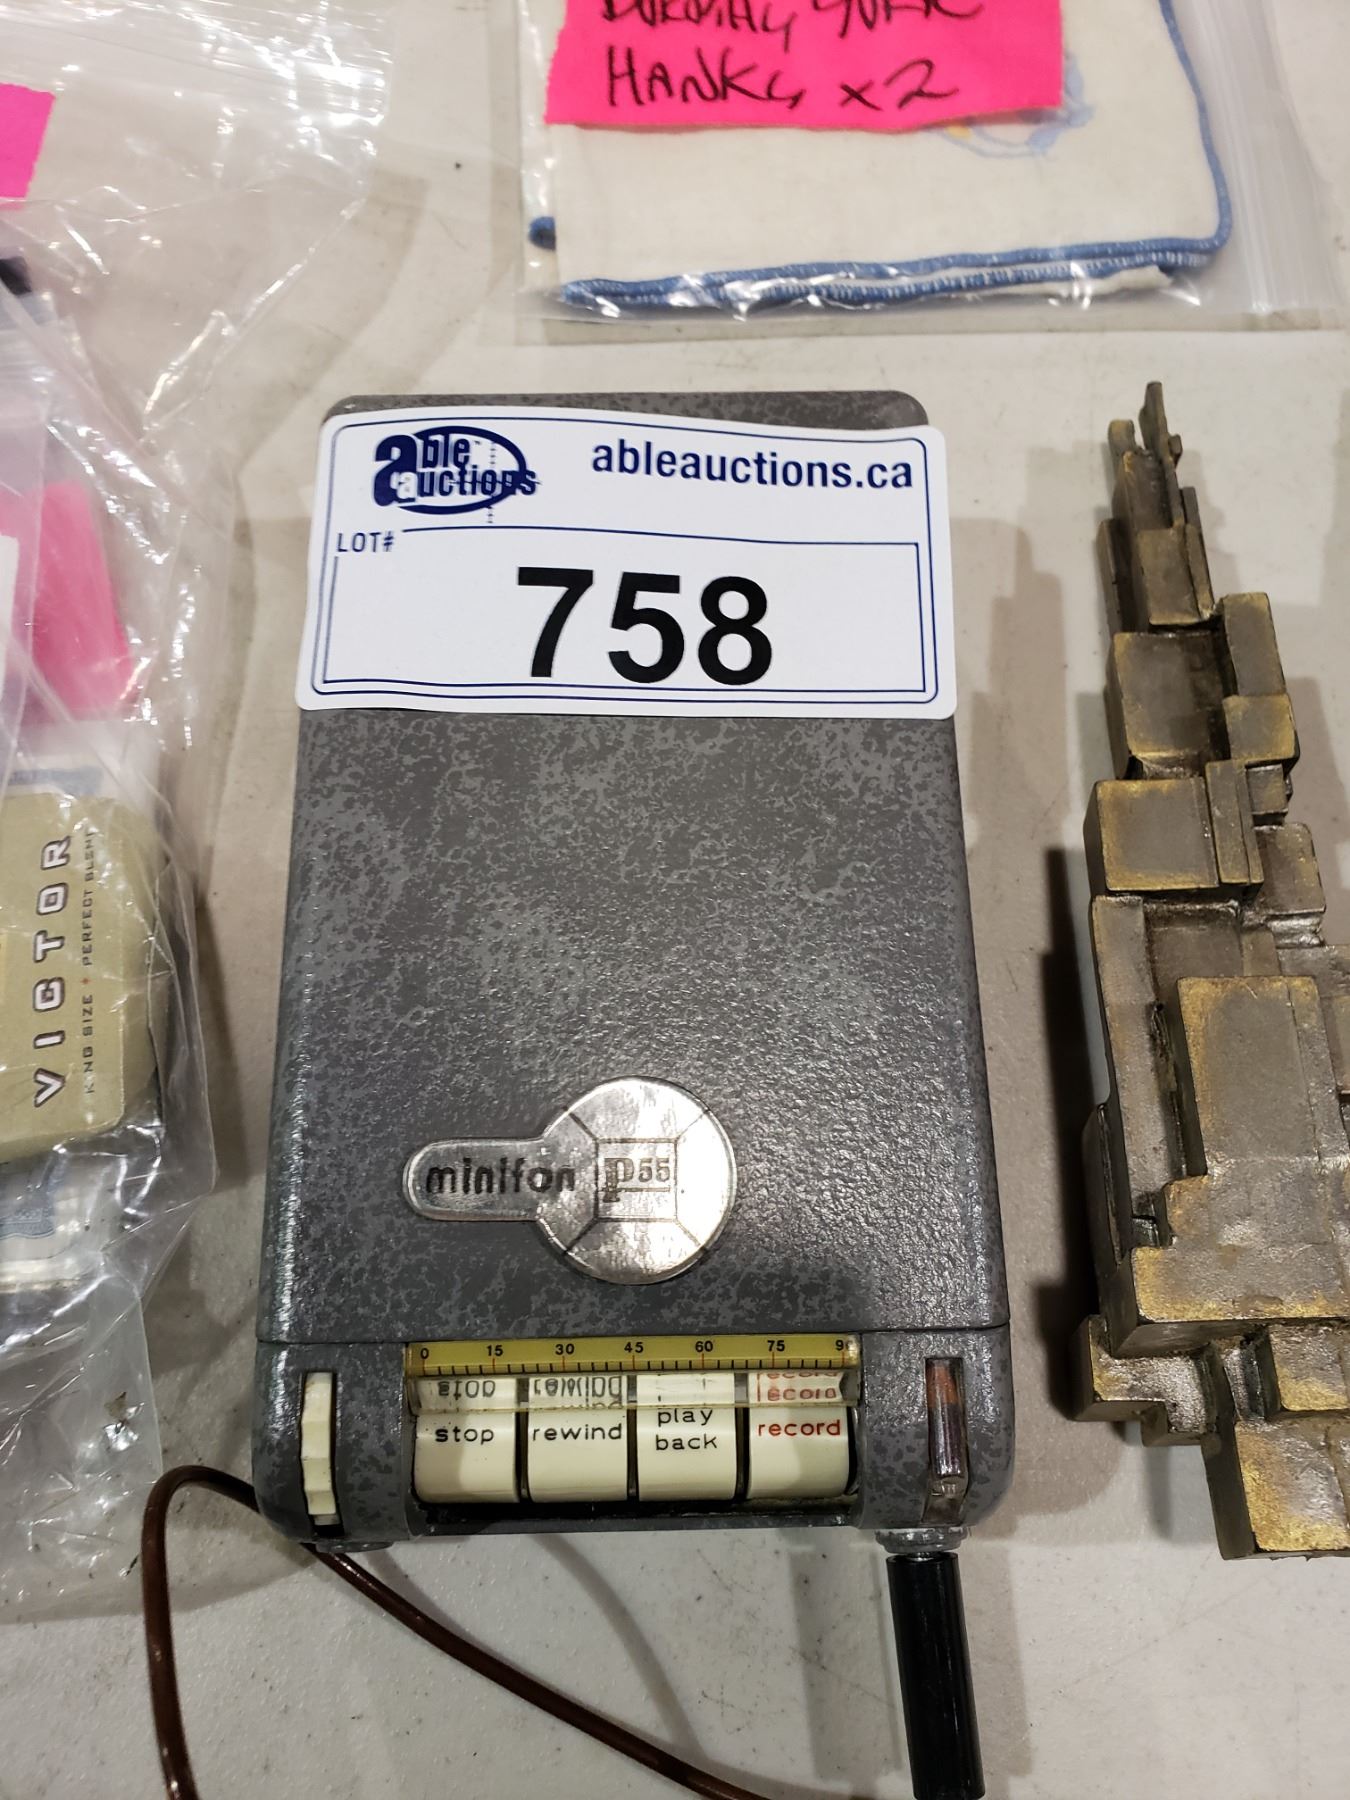 HANKY x2
able
auctions
ableauctions.ca
LOT#
758
VICTOR
KING SIZE PERFECT BLEND
minifon P55
0 15 30 45 60 75 9
stop rewind play back record